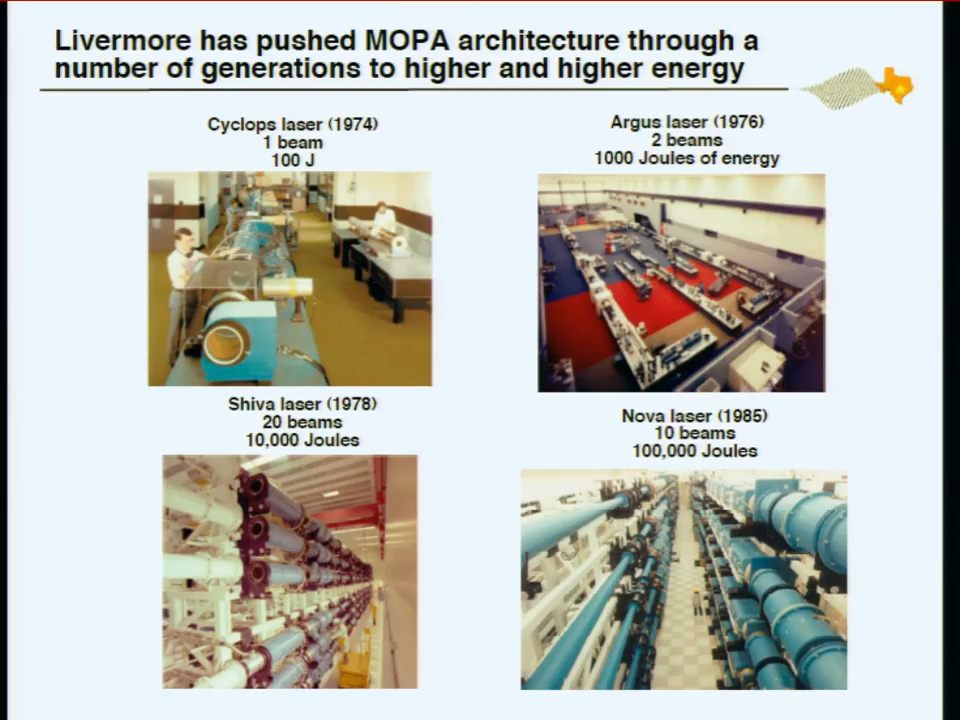 Livermore has pushed MOPA architecture through a
number of generations to higher and higher energy
Cyclops laser (1974)
1 beam
100 J
Argus laser (1976)
2 beams
1000 Joules of energy
Shiva laser (1978)
20 beams
10,000 Joules
Nova laser (1985)
10 beams
100,000 Joules